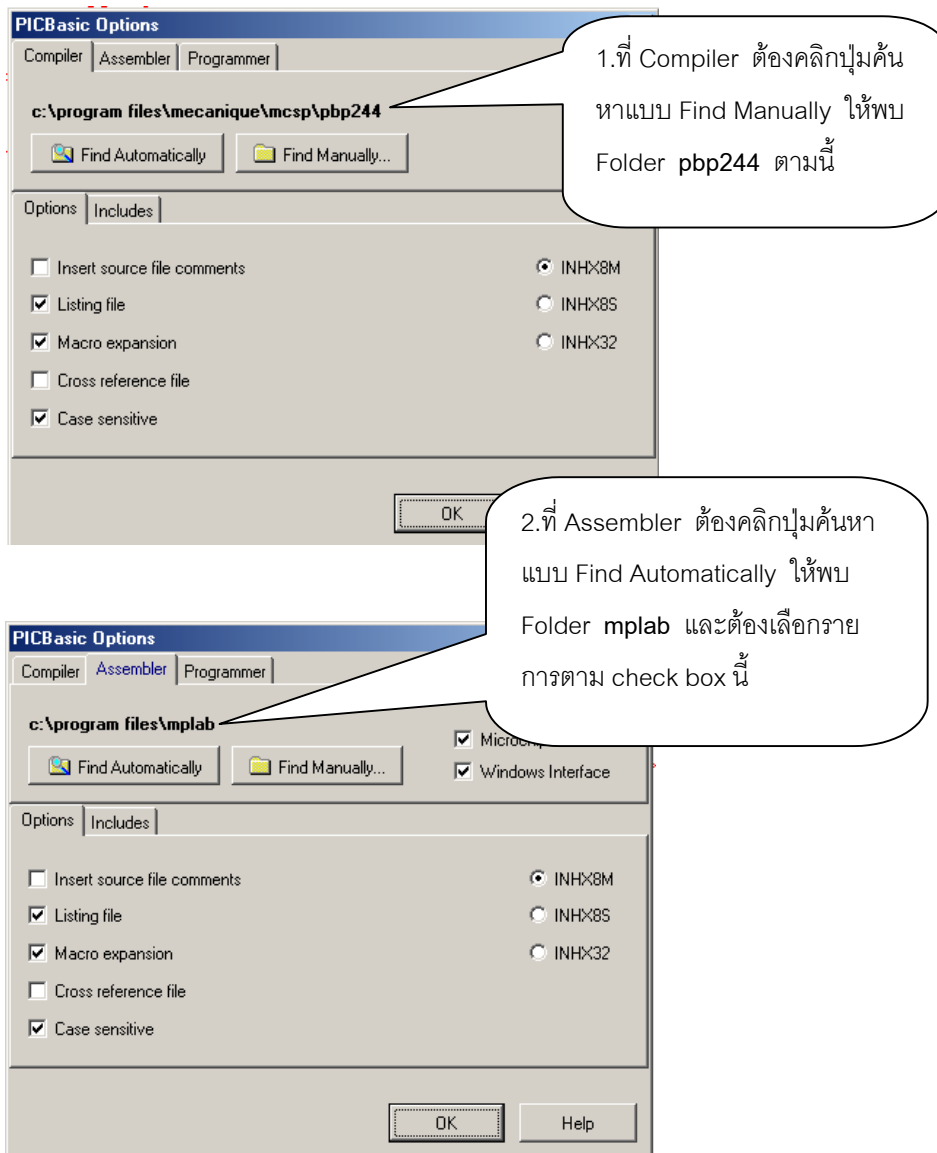 PICBasic Options
Compiler Assembler Programmer
c:\program files\mecanique\mcsp\pbp244
Find Automatically Find Manually...
1.ที่ Compiler ต้องคลิกปุ่มค้น
หาแบบ Find Manually ให้พบ
Folder pbp244 ตามนี้
Options Includes
Insert source file comments INHX8M
Listing file INHX8S
Macro expansion INHX32
Cross reference file
Case sensitive
OK
2.ที่ Assembler ต้องคลิกปุ่มค้นหา
แบบ Find Automatically ให้พบ
Folder mplab และต้องเลือกราย
การตาม check box นี้
PICBasic Options
Compiler Assembler Programmer
c:\program files\mplab
Find Automatically Find Manually... Windows Interface
Options Includes
Insert source file comments INHX8M
Listing file INHX8S
Macro expansion INHX32
Cross reference file
Case sensitive
OK Help